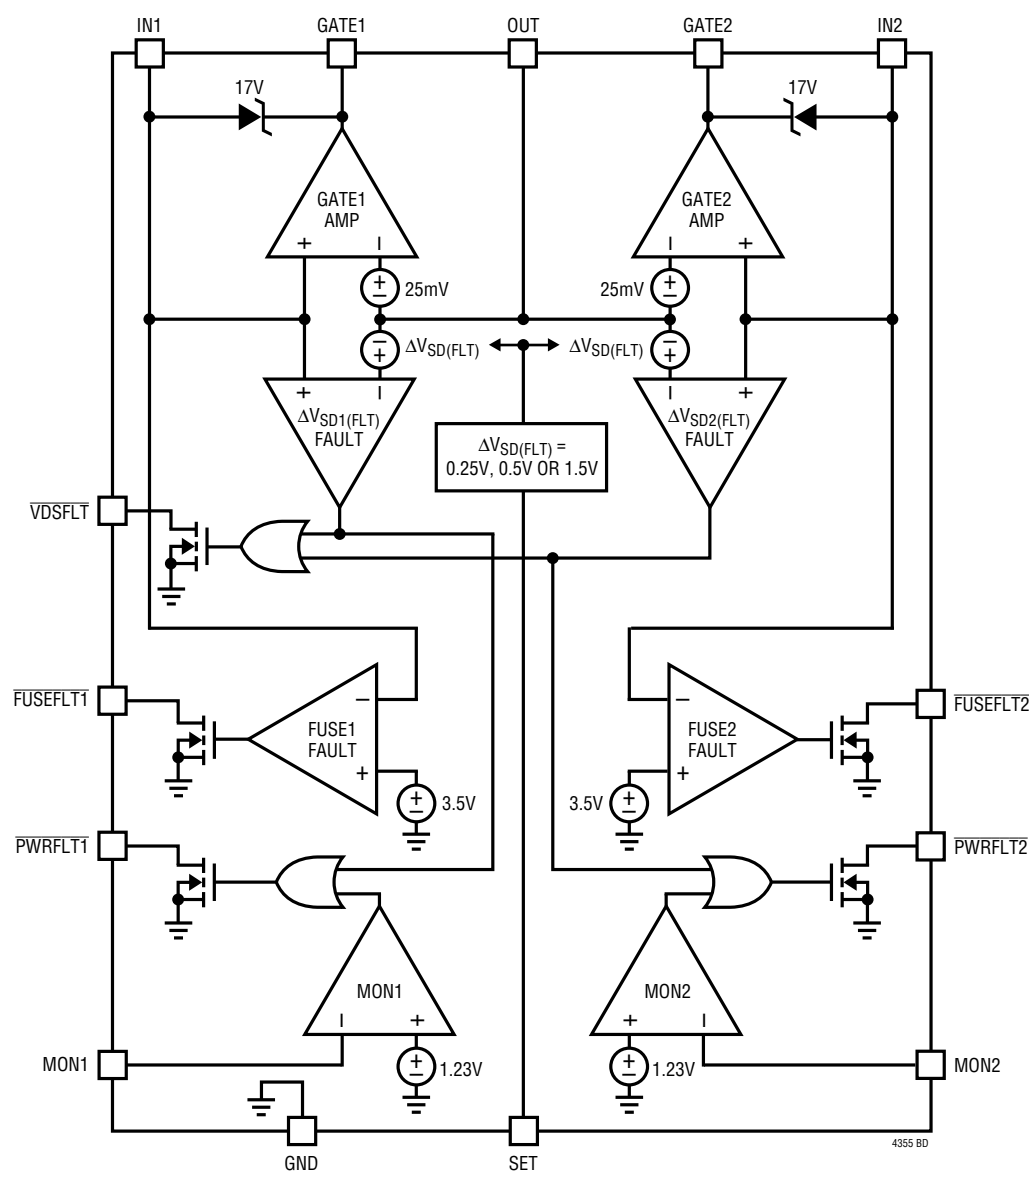 IN1
GATE1
OUT
GATE2
IN2
17V
17V
GATE1
AMP
GATE2
AMP
+
–
–
+
+
–
25mV
25mV
+
–
–
+
ΔVSD(FLT)
ΔVSD(FLT)
–
+
+
–
–
+
ΔVSD1(FLT)
FAULT
ΔVSD(FLT) =
0.25V, 0.5V OR 1.5V
ΔVSD2(FLT)
FAULT
VDSFLT
FUSEFLT1
–
FUSE1
FAULT
+
+
–
3.5V
–
FUSE2
FAULT
+
3.5V
+
–
FUSEFLT2
PWRFLT1
PWRFLT2
MON1
–
+
MON2
+
–
MON1
+
–
1.23V
+
–
1.23V
MON2
GND
SET
4355 BD